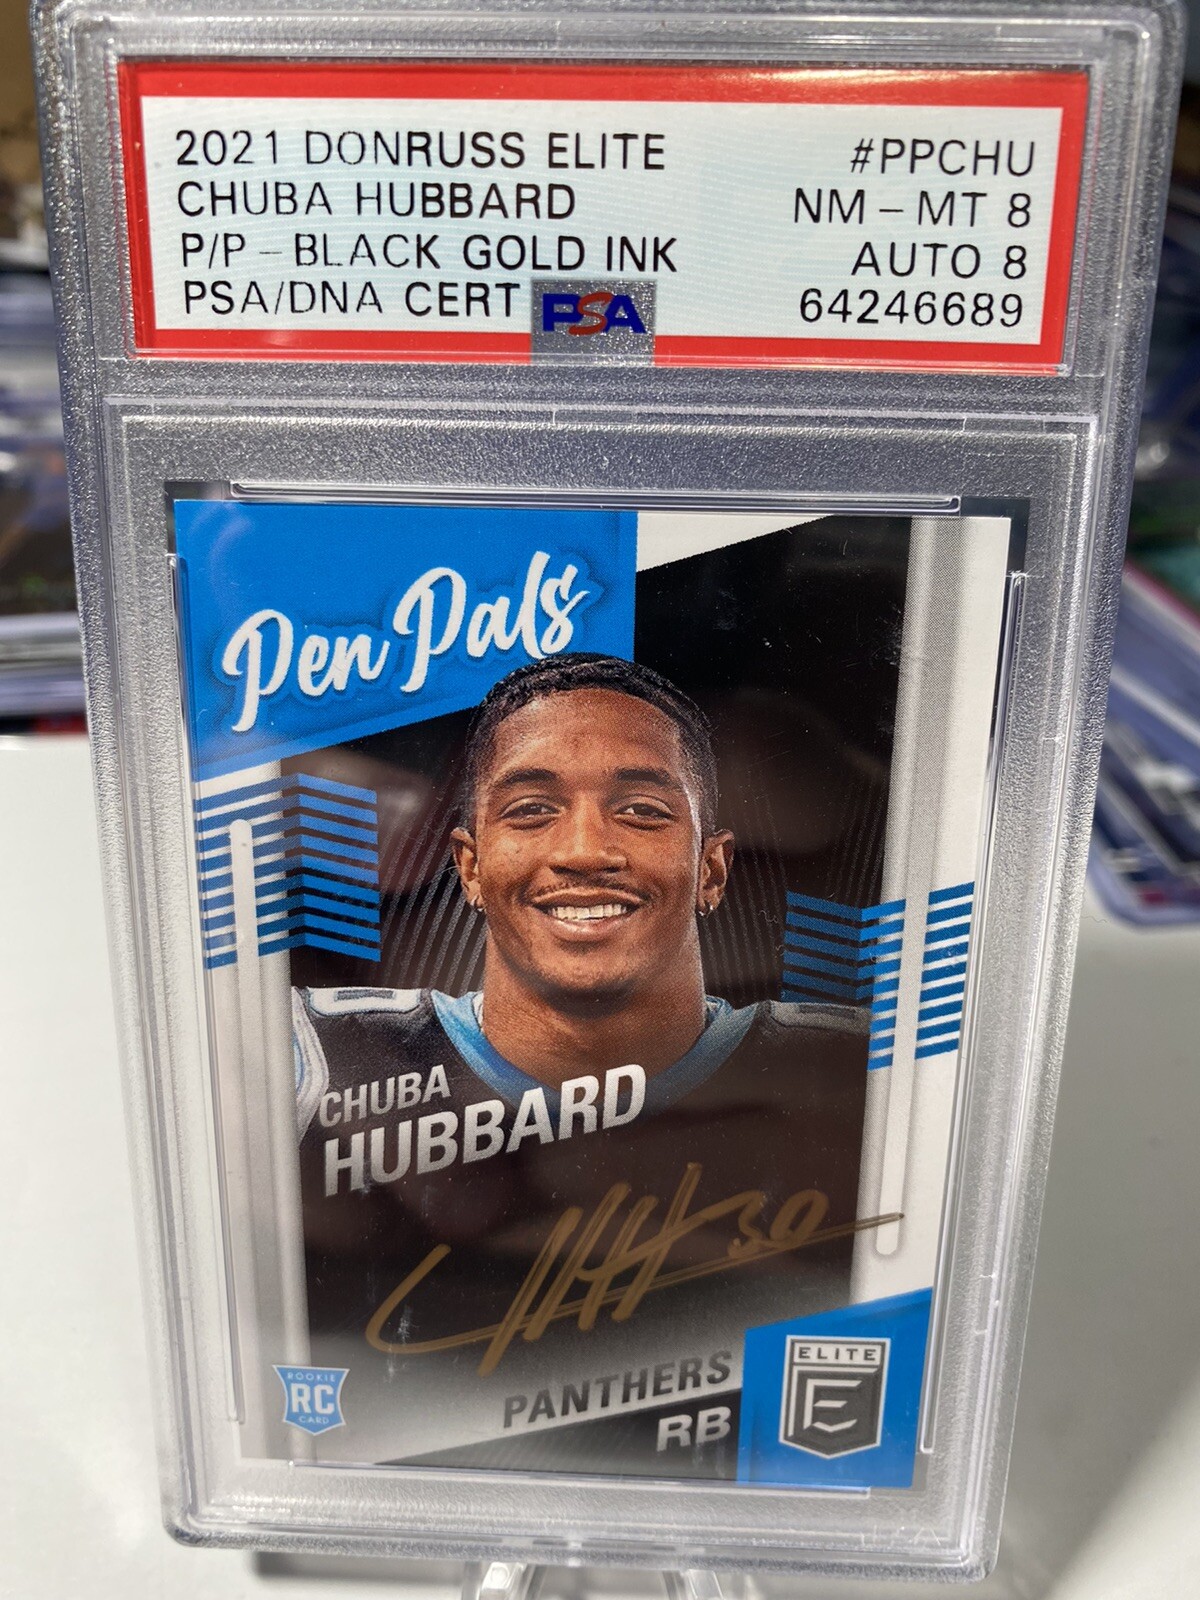 2021 DONRUSS ELITE #PPCHU
CHUBA HUBBARD NM - MT 8
P/P - BLACK GOLD INK AUTO 8
PSA/DNA CERT PSA 64246689
Pen Pals
CHUBA
HUBBARD
30
PANTHERS
RB
ROOKIE
RC
CARD
ELITE
E